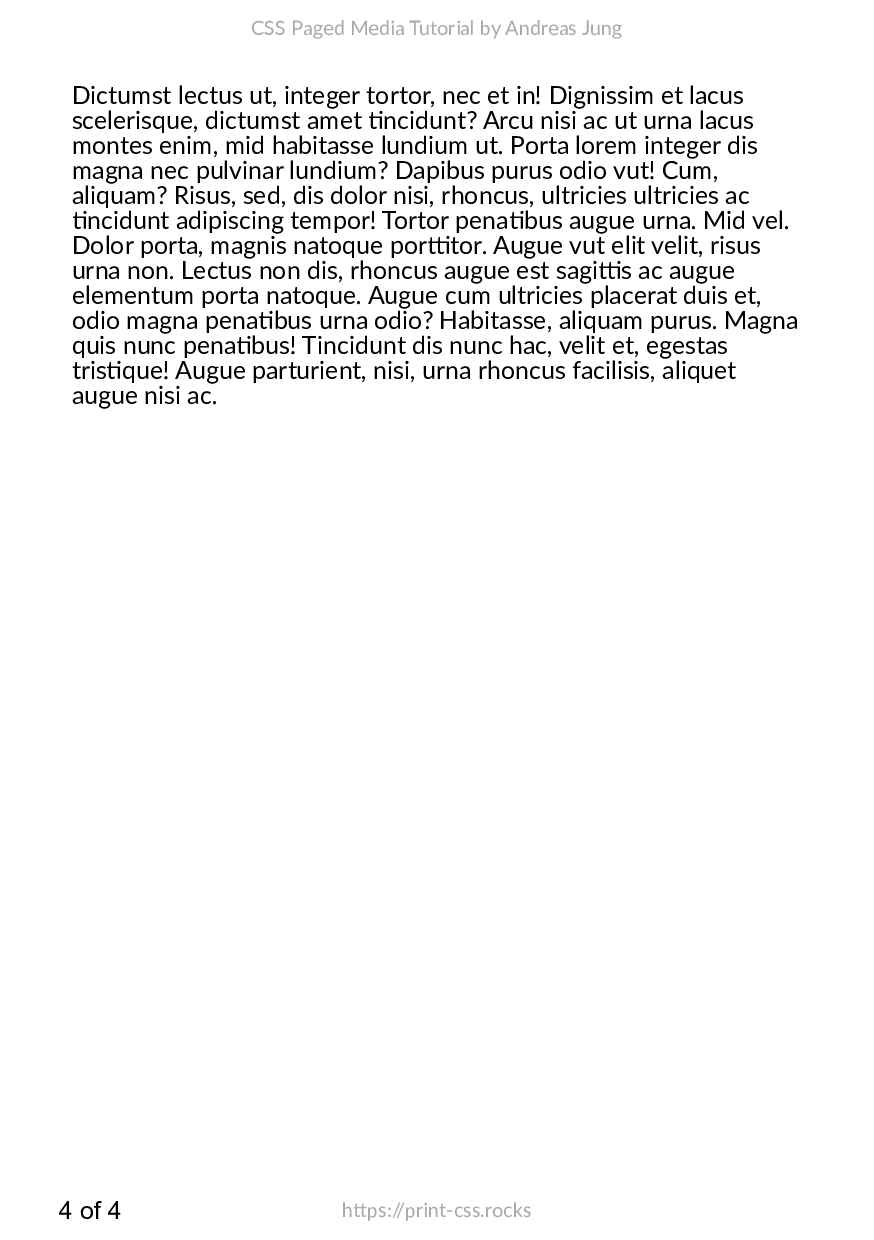 CSS Paged Media Tutorial by Andreas Jung
Dictumst lectus ut, integer tortor, nec et in! Dignissim et lacus
scelerisque, dictumst amet tincidunt? Arcu nisi ac ut urna lacus
montes enim, mid habitasse lundium ut. Porta lorem integer dis
magna nec pulvinar lundium? Dapibus purus odio vut! Cum,
aliquam? Risus, sed, dis dolor nisi, rhoncus, ultricies ultricies ac
tincidunt adipiscing tempor! Tortor penatibus augue urna. Mid vel.
Dolor porta, magnis natoque porttitor. Augue vut elit velit, risus
urna non. Lectus non dis, rhoncus augue est sagittis ac augue
elementum porta natoque. Augue cum ultricies placerat duis et,
odio magna penatibus urna odio? Habitasse, aliquam purus. Magna
quis nunc penatibus! Tincidunt dis nunc hac, velit et, egestas
tristique! Augue parturient, nisi, urna rhoncus facilisis, aliquet
augue nisi ac.
4 of 4
https://print-css.rocks